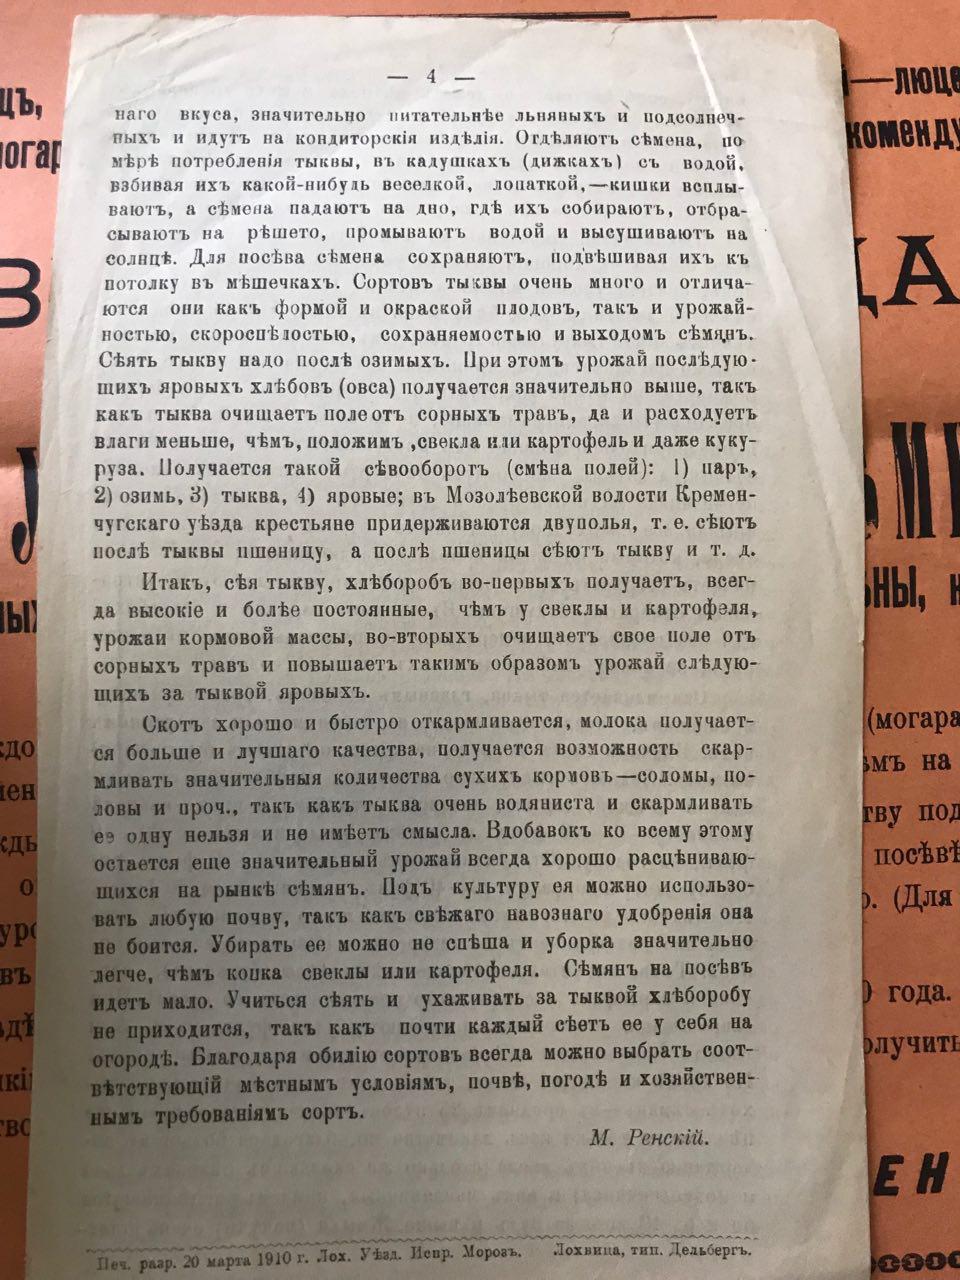 — 4 —
наго вкуса, значительно питательнѣе льняныхъ и подсолнеч-
ныхъ и идутъ на кондиторскія издѣлія. Отдѣляютъ сѣмена, по
мѣрѣ потребленія тыквы, въ кадушкахъ (дижкахъ) съ водой,
взбивая ихъ какой-нибудь веселкой, лопаткой,—кишки всплы-
ваютъ, а сѣмена падаютъ на дно, гдѣ ихъ собираютъ, отбра-
сываютъ на рѣшето, промываютъ водой и высушиваютъ на
солнцѣ. Для посѣва сѣмена сохраняютъ, подвѣшивая ихъ къ
потолку въ мѣшечкахъ. Сортовъ тыквы очень много и отлича-
ются они какъ формой и окраской плодовъ, такъ и урожай-
ностью, скороспѣлостью, сохраняемостью и выходомъ сѣмянъ.
Сѣять тыкву надо послѣ озимыхъ. При этомъ урожай послѣдую-
щихъ яровыхъ хлѣбовъ (овса) получается значительно выше, такъ
какъ тыква очищаетъ поле отъ сорныхъ травъ, да и расходуетъ
влаги меньше, чѣмъ, положимъ ,свекла или картофель и даже куку-
руза. Получается такой сѣвооборотъ (смѣна полей): 1) паръ,
2) озимь, 3) тыква, 4) яровые; въ Мозолѣевской волости Кремен-
чугскаго уѣзда крестьяне придерживаются двуполья, т. е. сѣютъ
послѣ тыквы пшеницу, а послѣ пшеницы сѣютъ тыкву и т. д.
Итакъ, сѣя тыкву, хлѣборобъ во-первыхъ получаетъ, всег-
да высокіе и болѣе постоянные, чѣмъ у свеклы и картофеля,
урожаи кормовой массы, во-вторыхъ очищаетъ свое поле отъ
сорныхъ травъ и повышаетъ такимъ образомъ урожай слѣдую-
щихъ за тыквой яровыхъ.
Скотъ хорошо и быстро откармливается, молока получает-
ся больше и лучшаго качества, получается возможность скар-
мливать значительныя количества сухихъ кормовъ—соломы, по-
ловы и проч., такъ какъ тыква очень водяниста и скармливать
ее одну нельзя и не имѣетъ смысла. Вдобавокъ ко всему этому
остается еще значительный урожай всегда хорошо расцѣниваю-
щихся на рынкѣ сѣмянъ. Подъ культуру ея можно использо-
вать любую почву, такъ какъ свѣжаго навознаго удобренія она
не боится. Убирать ее можно не спѣша и уборка значительно
легче, чѣмъ копка свеклы или картофеля. Сѣмянъ на посѣвъ
идетъ мало. Учиться сѣять и ухаживать за тыквой хлѣборобу
не приходится, такъ какъ почти каждый сѣетъ ее у себя на
огородѣ. Благодаря обилію сортовъ всегда можно выбрать соот-
вѣтствующій мѣстнымъ условіямъ, почвѣ, погодѣ и хозяйствен-
нымъ требованіямъ сортъ.
М. Ренскій.
Печ. разр. 20 марта 1910 г. Лох. Уѣзд. Испр. Морозъ. Лохвица, тип. Дельбергъ.
(могара
на
посѣвѣ
(Для
года.